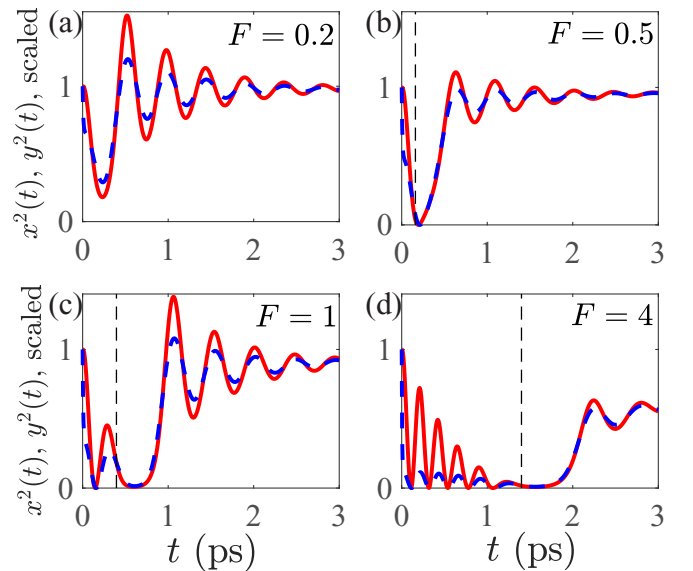 (a)
F = 0.2
x²(t), y²(t), scaled
1
0
0 1 2 3
(b)
F = 0.5
1
0
0 1 2 3
(c)
F = 1
x²(t), y²(t), scaled
1
0
0 1 2 3
t (ps)
(d)
F = 4
1
0
0 1 2 3
t (ps)